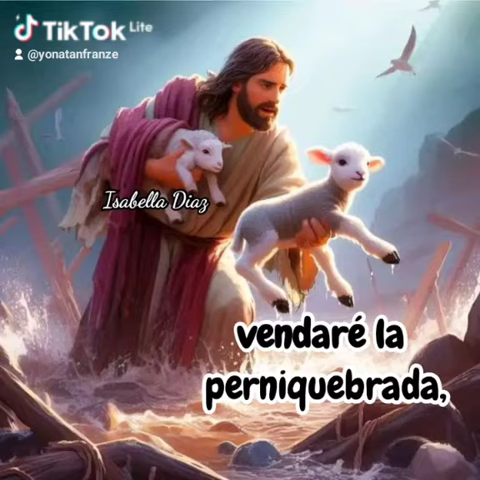 TikTok Lite
@yonatanfranze
Isabella Diaz
vendaré la
perniquebrada,